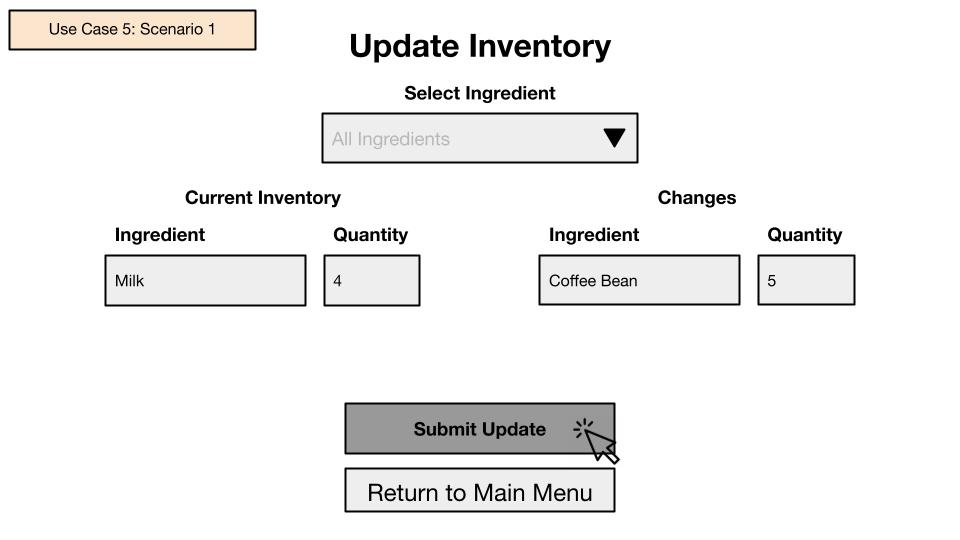 Use Case 5: Scenario 1
Update Inventory
Select Ingredient
All Ingredients
Current Inventory
Changes
Ingredient
Quantity
Ingredient
Quantity
Milk
4
Coffee Bean
5
Submit Update
Return to Main Menu